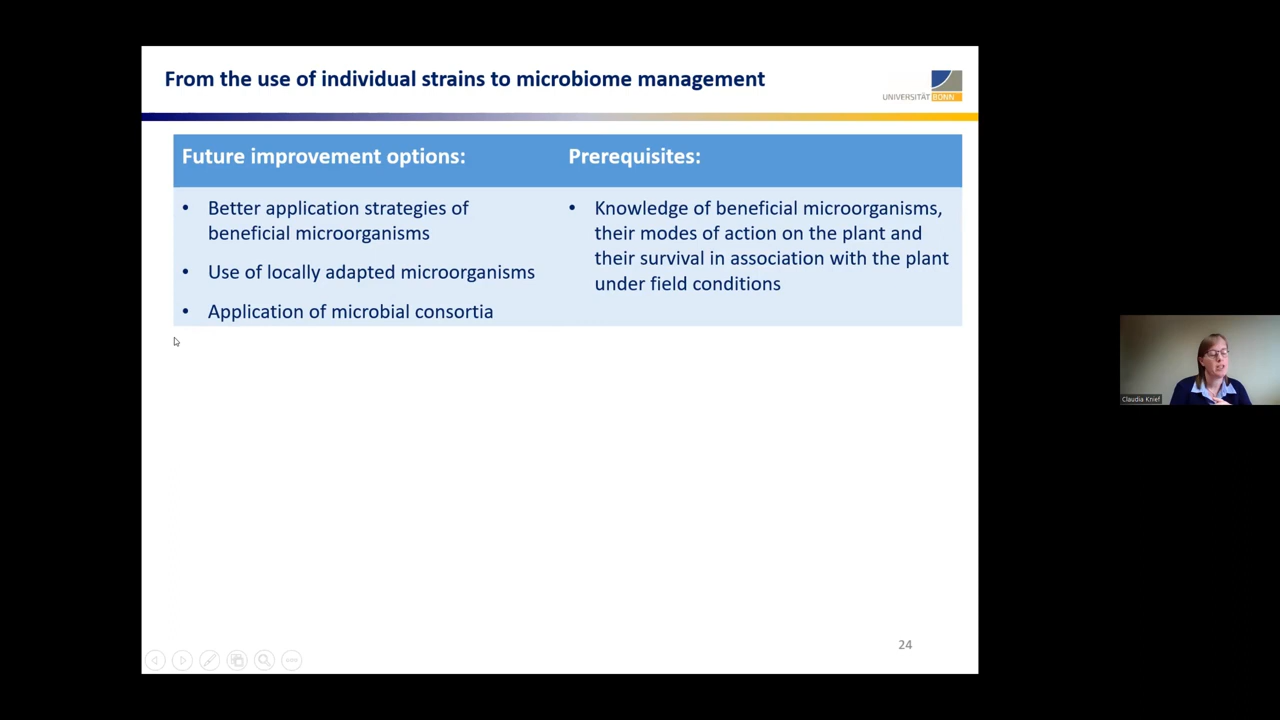 From the use of individual strains to microbiome management
UNIVERSITÄT BONN
Future improvement options:
Prerequisites:
• Better application strategies of
beneficial microorganisms
• Use of locally adapted microorganisms
• Application of microbial consortia
• Knowledge of beneficial microorganisms,
their modes of action on the plant and
their survival in association with the plant
under field conditions
Claudia Knief
24